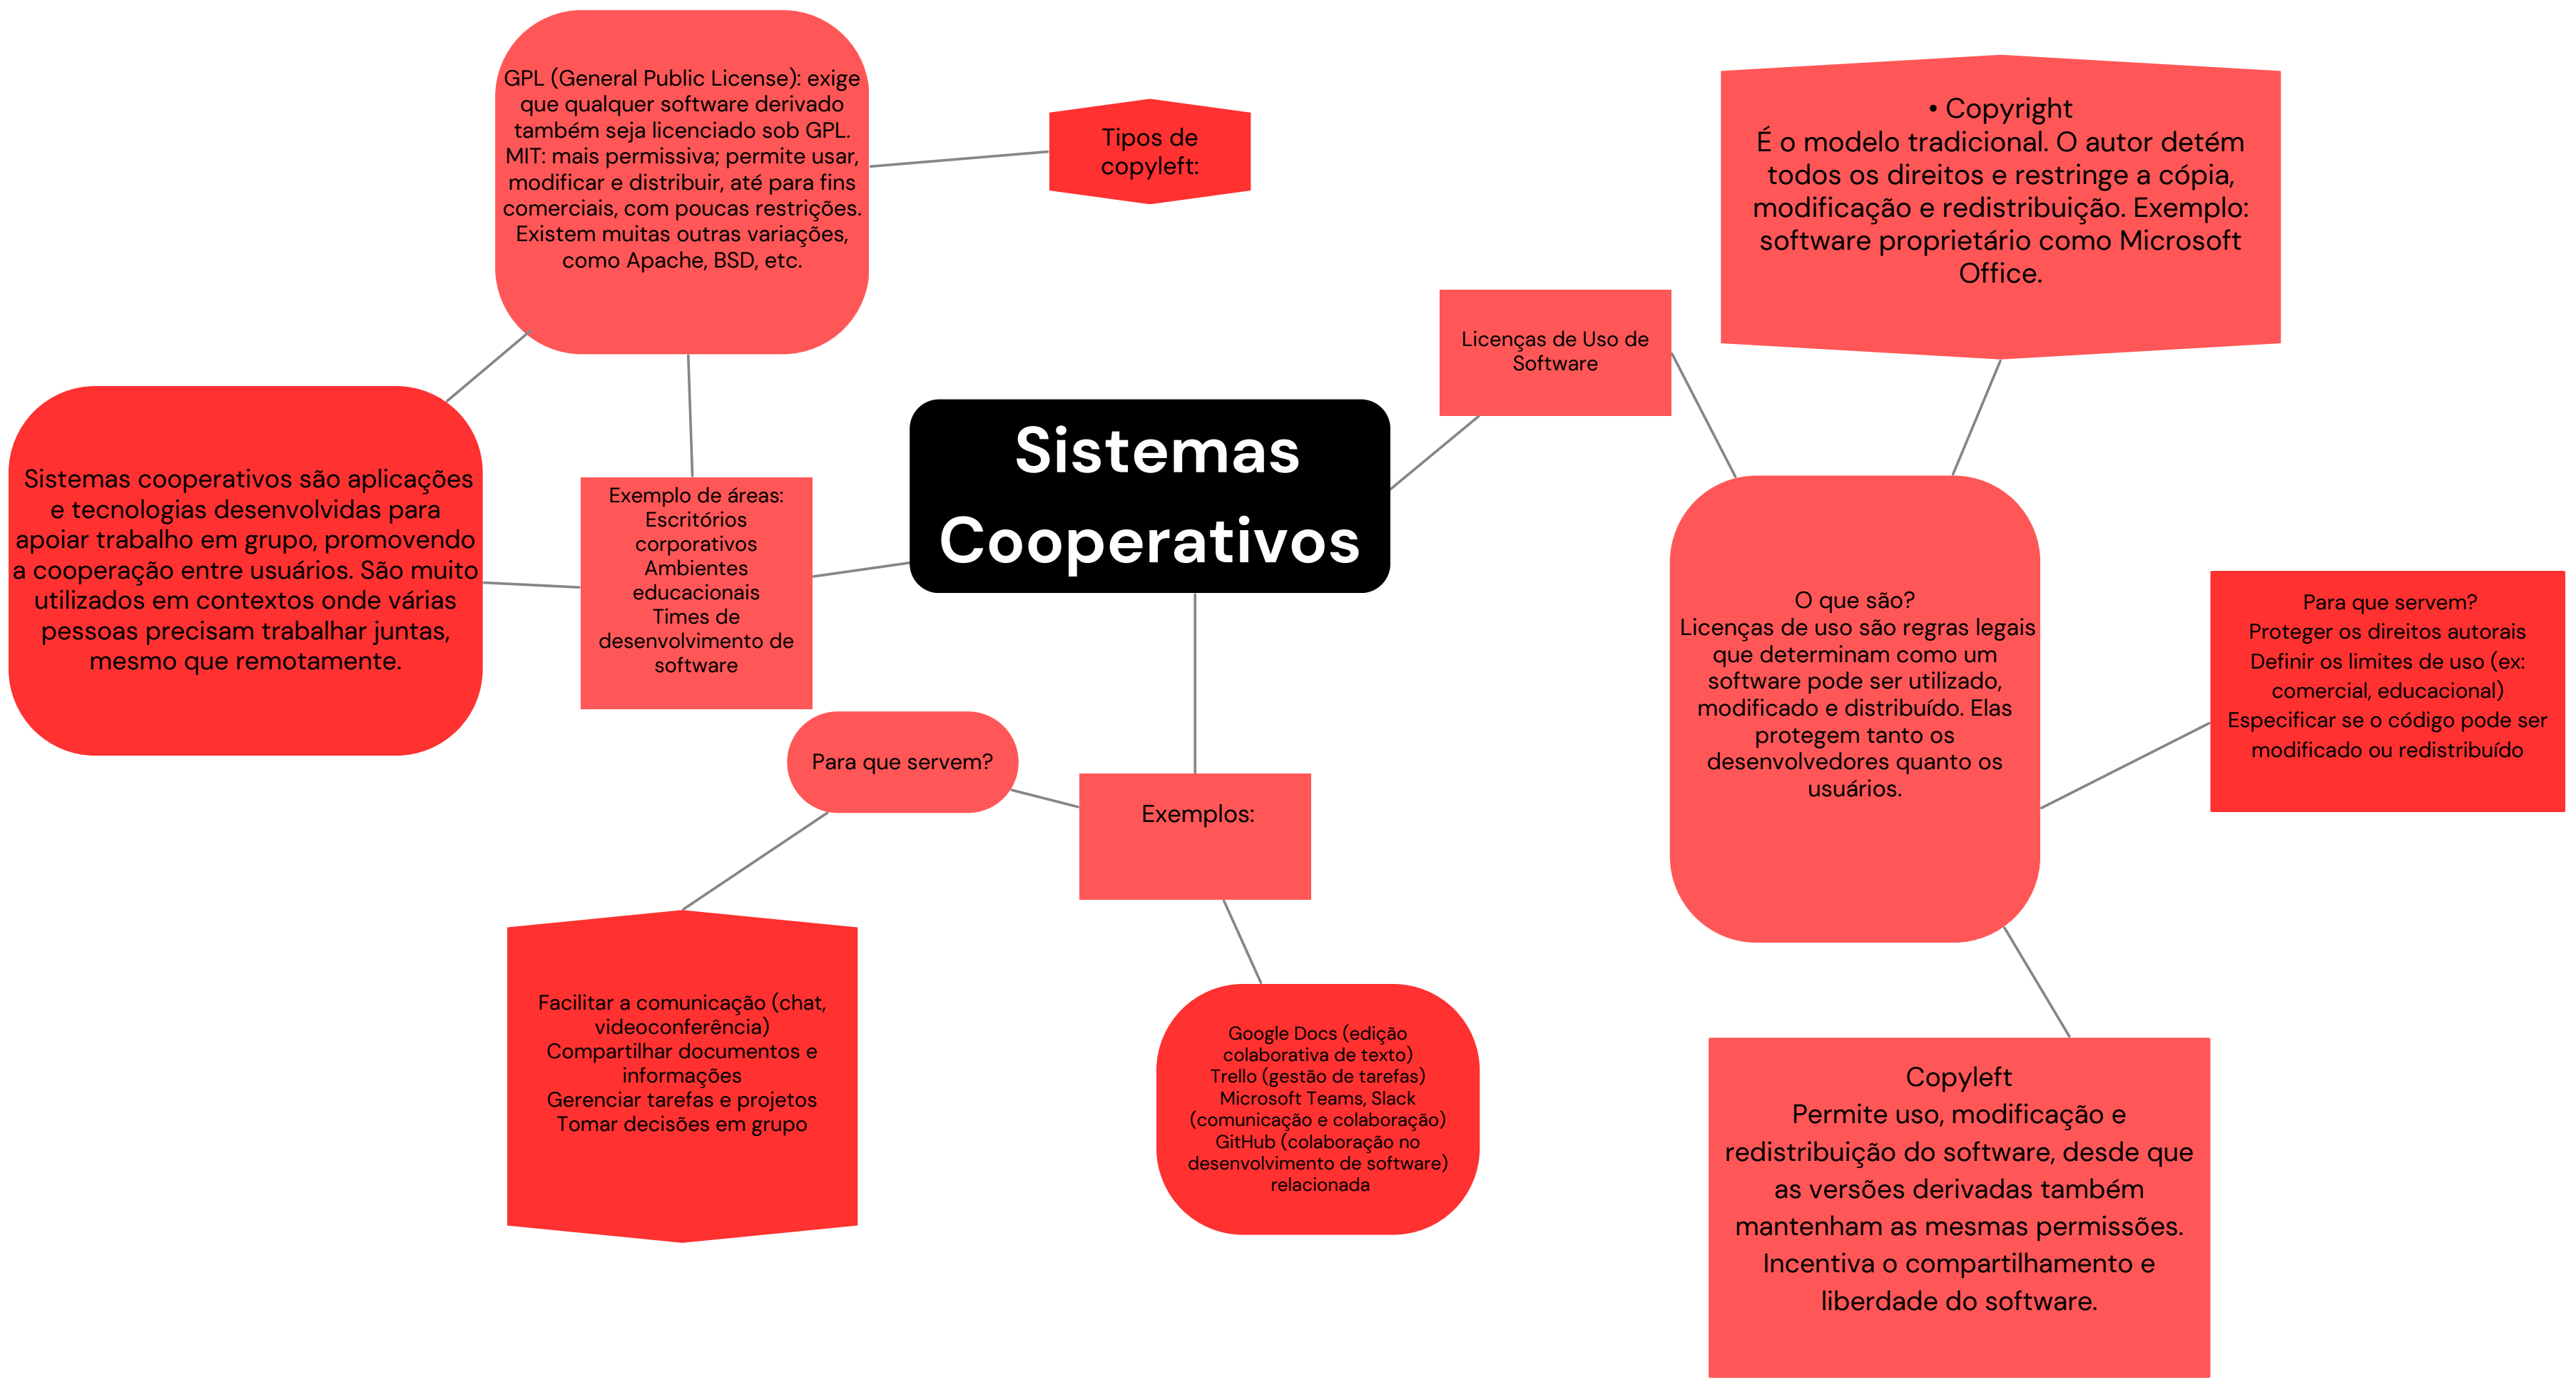 GPL (General Public License): exige
que qualquer software derivado
também seja licenciado sob GPL.
MIT: mais permissiva; permite usar,
modificar e distribuir, até para fins
comerciais, com poucas restrições.
Existem muitas outras variações,
como Apache, BSD, etc.
Tipos de
copyleft:
• Copyright
É o modelo tradicional. O autor detém
todos os direitos e restringe a cópia,
modificação e redistribuição. Exemplo:
software proprietário como Microsoft
Office.
Licenças de Uso de
Software
Sistemas
Cooperativos
Sistemas cooperativos são aplicações
e tecnologias desenvolvidas para
apoiar trabalho em grupo, promovendo
a cooperação entre usuários. São muito
utilizados em contextos onde várias
pessoas precisam trabalhar juntas,
mesmo que remotamente.
Exemplo de áreas:
Escritórios
corporativos
Ambientes
educacionais
Times de
desenvolvimento de
software
O que são?
Licenças de uso são regras legais
que determinam como um
software pode ser utilizado,
modificado e distribuído. Elas
protegem tanto os
desenvolvedores quanto os
usuários.
Para que servem?
Proteger os direitos autorais
Definir os limites de uso (ex:
comercial, educacional)
Especificar se o código pode ser
modificado ou redistribuído
Para que servem?
Exemplos:
Facilitar a comunicação (chat,
videoconferência)
Compartilhar documentos e
informações
Gerenciar tarefas e projetos
Tomar decisões em grupo
Google Docs (edição
colaborativa de texto)
Trello (gestão de tarefas)
Microsoft Teams, Slack
(comunicação e colaboração)
GitHub (colaboração no
desenvolvimento de software)
relacionada
Copyleft
Permite uso, modificação e
redistribuição do software, desde que
as versões derivadas também
mantenham as mesmas permissões.
Incentiva o compartilhamento e
liberdade do software.